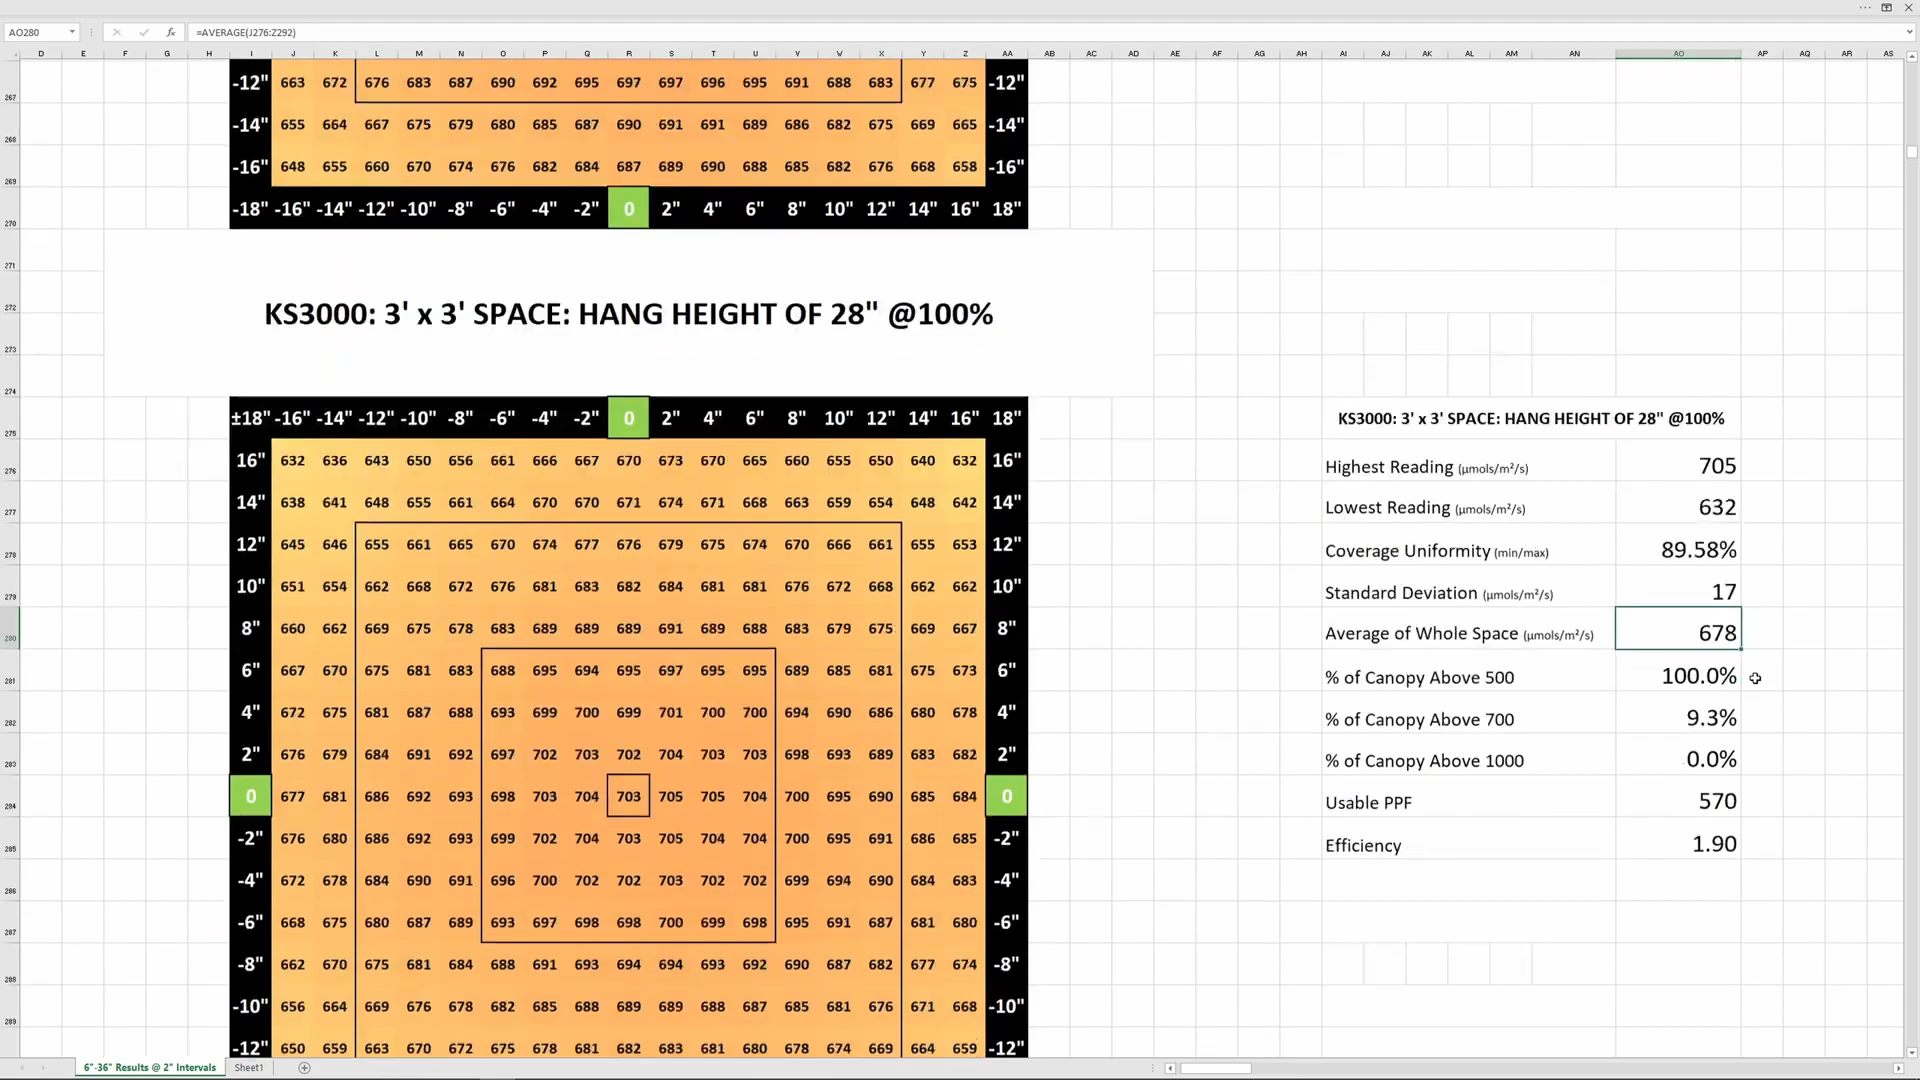 AO280 fx =AVERAGE(J276:Z292)
D E F G H I J K L M N O P Q R S T U V W X Y Z AA AB AC AD AE AF AG AH AI AJ AK AL AM AN AO AP AQ AR AS
-12" 663 672 676 683 687 690 692 695 697 697 696 695 691 688 683 677 675 -12"
267
-14" 655 664 667 675 679 680 685 687 690 691 691 689 686 682 675 669 665 -14"
268
-16" 648 655 660 670 674 676 682 684 687 689 690 688 685 682 676 668 658 -16"
269
-18" -16" -14" -12" -10" -8" -6" -4" -2" 0 2" 4" 6" 8" 10" 12" 14" 16" 18"
270
271
KS3000: 3' x 3' SPACE: HANG HEIGHT OF 28" @100%
272
273
274
±18" -16" -14" -12" -10" -8" -6" -4" -2" 0 2" 4" 6" 8" 10" 12" 14" 16" 18" KS3000: 3' x 3' SPACE: HANG HEIGHT OF 28" @100%
275
16" 632 636 643 650 656 661 666 667 670 673 670 665 660 655 650 640 632 16" Highest Reading (µmols/m²/s) 705
276
14" 638 641 648 655 661 664 670 670 671 674 671 668 663 659 654 648 642 14" Lowest Reading (µmols/m²/s) 632
277
12" 645 646 655 661 665 670 674 677 676 679 675 674 670 666 661 655 653 12" Coverage Uniformity (min/max) 89.58%
278
10" 651 654 662 668 672 676 681 683 682 684 681 681 676 672 668 662 662 10" Standard Deviation (µmols/m²/s) 17
279
8" 660 662 669 675 678 683 689 689 689 691 689 688 683 679 675 669 667 8" Average of Whole Space (µmols/m²/s) 678
280
6" 667 670 675 681 683 688 695 694 695 697 695 695 689 685 681 675 673 6" % of Canopy Above 500 100.0%
281
4" 672 675 681 687 688 693 699 700 699 701 700 700 694 690 686 680 678 4" % of Canopy Above 700 9.3%
282
2" 676 679 684 691 692 697 702 703 702 704 703 703 698 693 689 683 682 2" % of Canopy Above 1000 0.0%
283
0 677 681 686 692 693 698 703 704 703 705 705 704 700 695 690 685 684 0 Usable PPF 570
284
-2" 676 680 686 692 693 699 702 704 703 705 704 704 700 695 691 686 685 -2" Efficiency 1.90
285
-4" 672 678 684 690 691 696 700 702 702 703 702 702 699 694 690 684 683 -4"
286
-6" 668 675 680 687 689 693 697 698 698 700 699 698 695 691 687 681 680 -6"
287
-8" 662 670 675 681 684 688 691 693 694 694 693 692 690 687 682 677 674 -8"
288
-10" 656 664 669 676 678 682 685 688 689 689 688 687 685 681 676 671 668 -10"
289
-12" 650 659 663 670 672 675 678 681 682 683 681 680 678 674 669 664 659 -12"
6"-36" Results @ 2" Intervals Sheet1